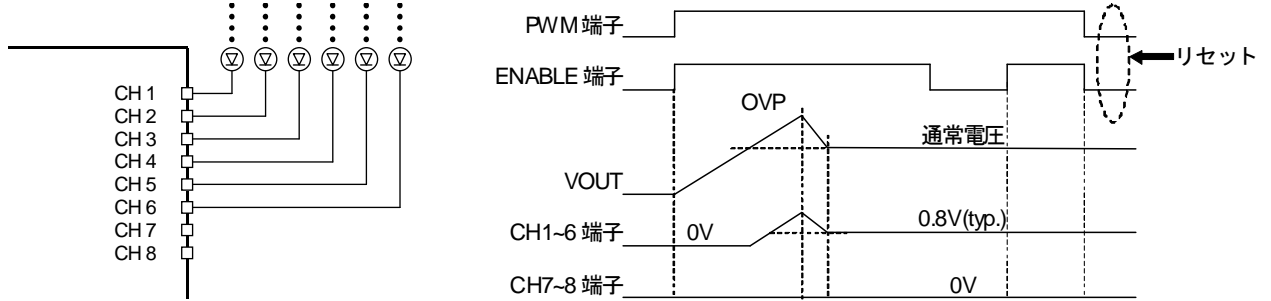 CH 1
CH 2
CH 3
CH 4
CH 5
CH 6
CH 7
CH 8
PWM 端子
リセット
ENABLE 端子
OVP
通常電圧
VOUT
CH1~6 端子
0V
0.8V(typ.)
CH7~8 端子
0V